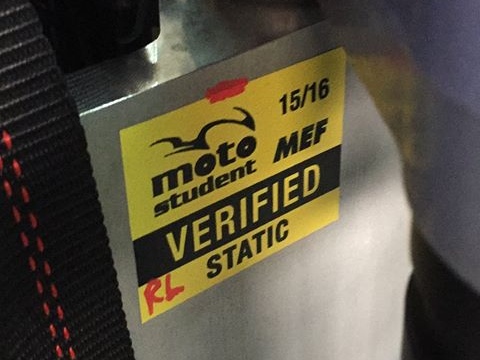 15/16
moto
student MEF
VERIFIED
STATIC
RL